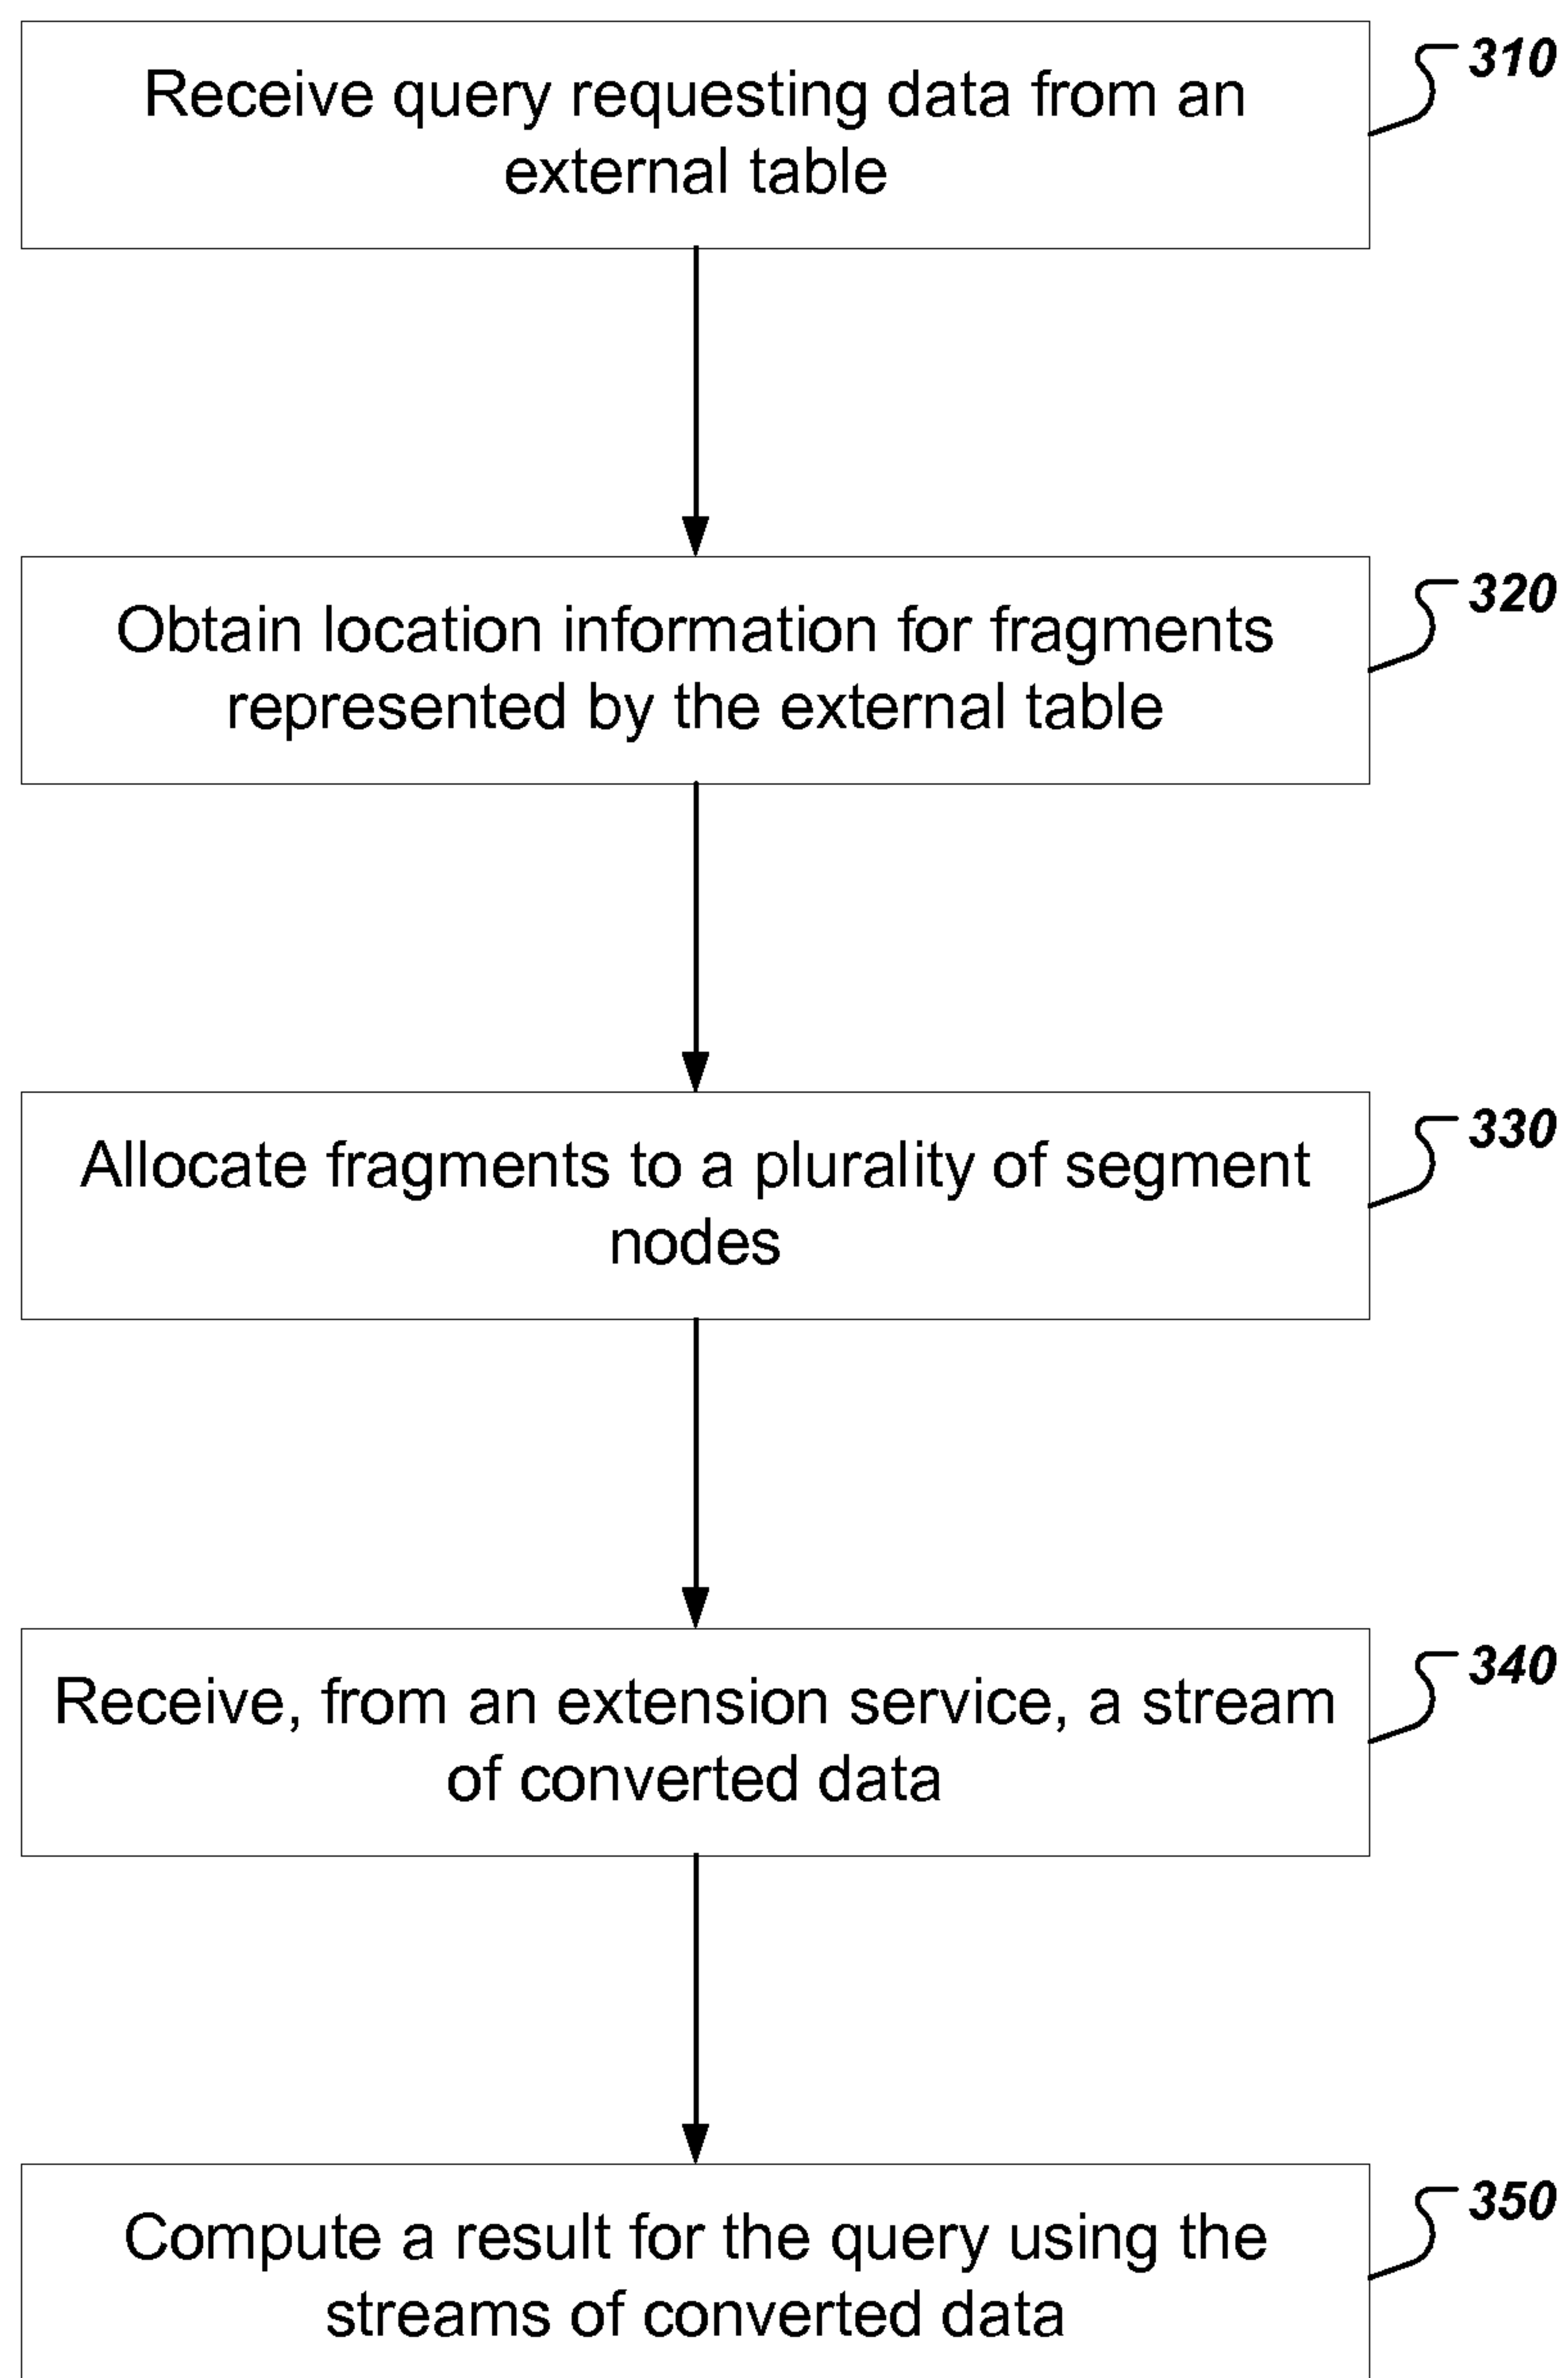 Receive query requesting data from an
external table
310
Obtain location information for fragments
represented by the external table
320
Allocate fragments to a plurality of segment
nodes
330
Receive, from an extension service, a stream
of converted data
340
Compute a result for the query using the
streams of converted data
350